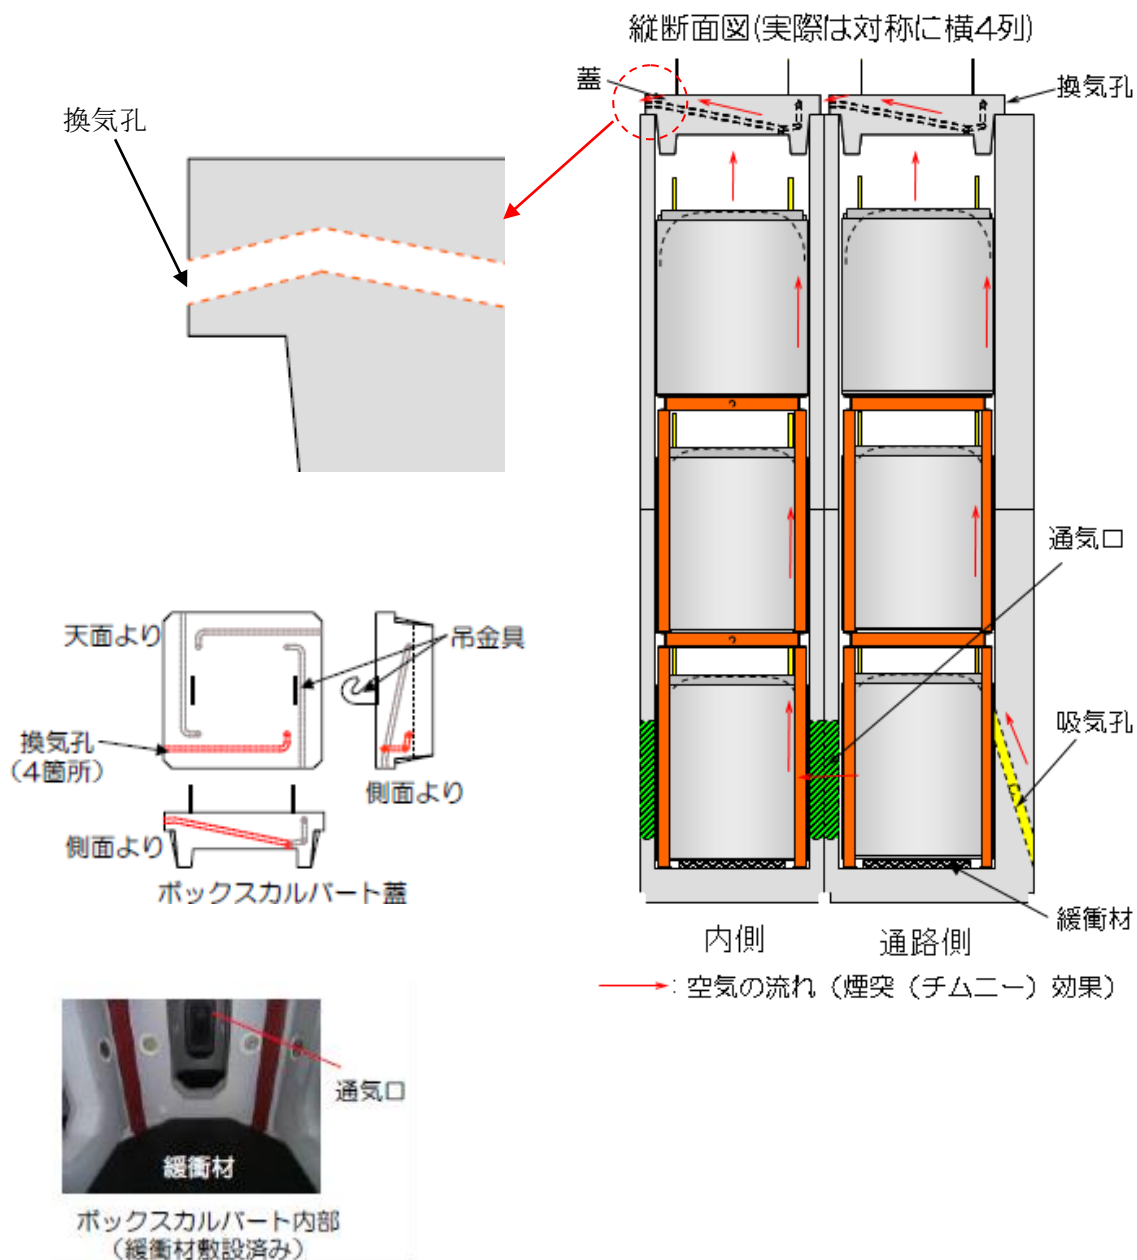 縦断面図(実際は対称に横4列)
蓋
換気孔
換気孔
通気口
天面より
吊金具
吸気孔
換気孔
(4箇所)
側面より
側面より
ボックスカルバート蓋
緩衝材
内側
通路側
:空気の流れ(煙突(チムニー)効果)
通気口
緩衝材
ボックスカルバート内部
(緩衝材敷設済み)